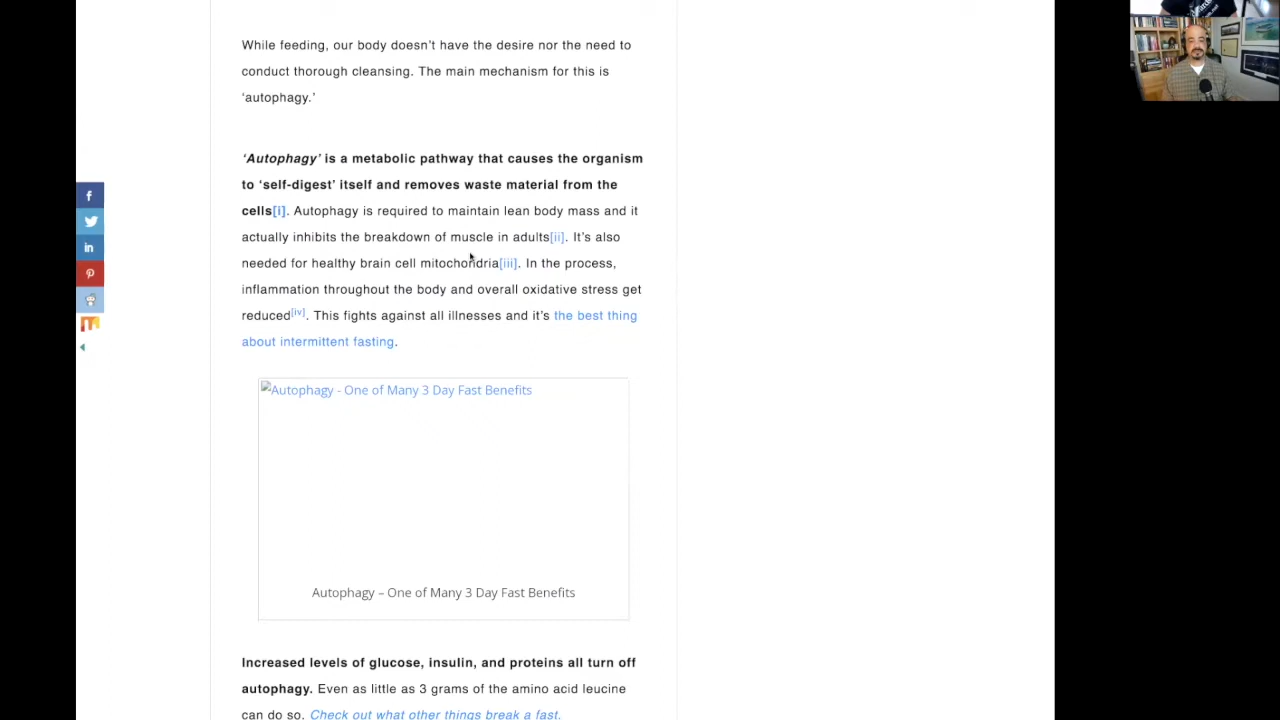 While feeding, our body doesn’t have the desire nor the need to
conduct thorough cleansing. The main mechanism for this is
‘autophagy.’
‘Autophagy’ is a metabolic pathway that causes the organism
to ‘self-digest’ itself and removes waste material from the
cells[i]. Autophagy is required to maintain lean body mass and it
actually inhibits the breakdown of muscle in adults[ii]. It’s also
needed for healthy brain cell mitochondria[iii]. In the process,
inflammation throughout the body and overall oxidative stress get
reduced[iv]. This fights against all illnesses and it’s the best thing
about intermittent fasting.
Autophagy - One of Many 3 Day Fast Benefits
Autophagy – One of Many 3 Day Fast Benefits
Increased levels of glucose, insulin, and proteins all turn off
autophagy. Even as little as 3 grams of the amino acid leucine
can do so. Check out what other things break a fast.